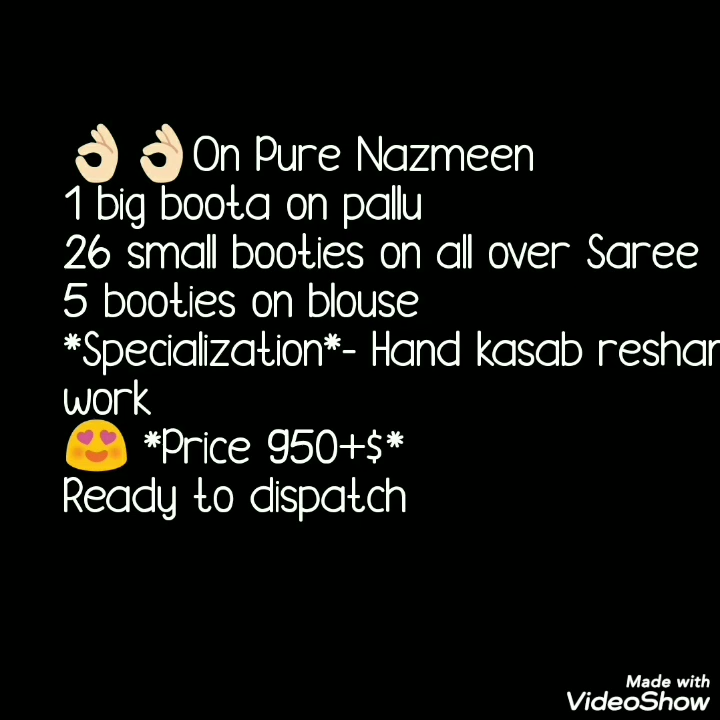 👌🏻 👌🏻On Pure Nazmeen
1 big boota on pallu
26 small booties on all over Saree
5 booties on blouse
*Specialization*- Hand kasab
work
😍 *Price 950+$*
Ready to dispatch
Made with
VideoShow